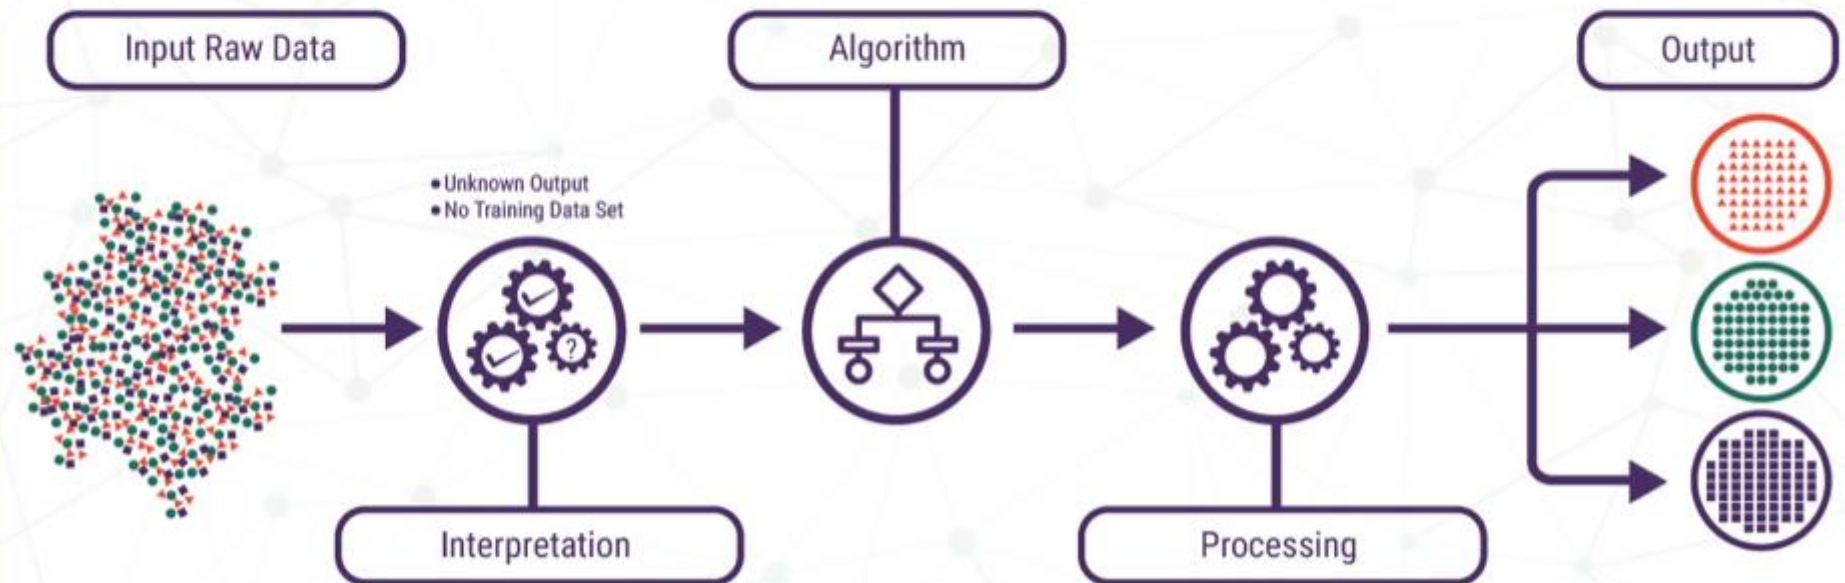 Input Raw Data
Algorithm
Output
• Unknown Output
• No Training Data Set
?
Interpretation
Processing